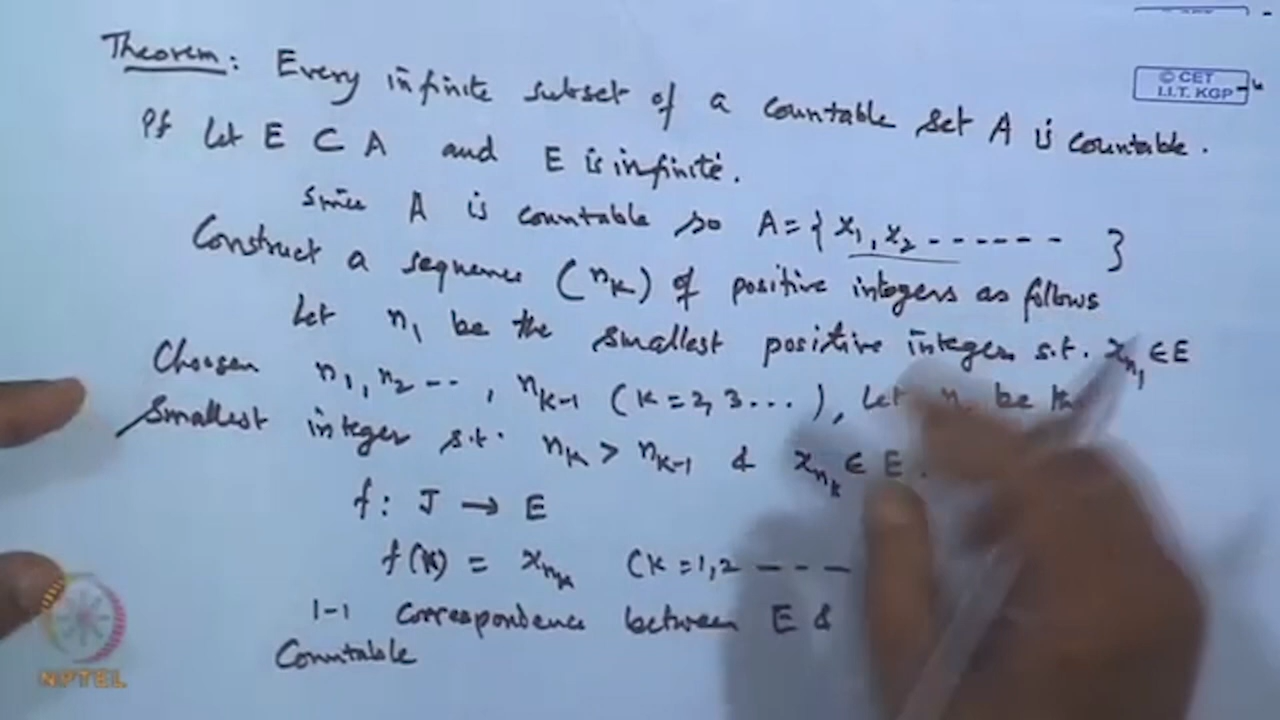 © CET
I.I.T. KGP
Theorem: Every infinite subset of a countable set A is countable.
Pf let E ⊂ A and E is infinite.
since A is countable so A = { x₁, x₂ ------ }
Construct a sequence (nₖ) of positive integers as follows
Let n₁ be the smallest positive integer s.t. xₙ₁ ∈ E
Choosen n₁, n₂ --, nₖ₋₁ (k = 2, 3 ...), Let be
smallest integer s.t. nₖ > nₖ₋₁ & xₙₖ ∈ E.
f : J → E
f(k) = xₙₖ (k = 1, 2 ----
1-1 correspondence between E &
Countable
NPTEL